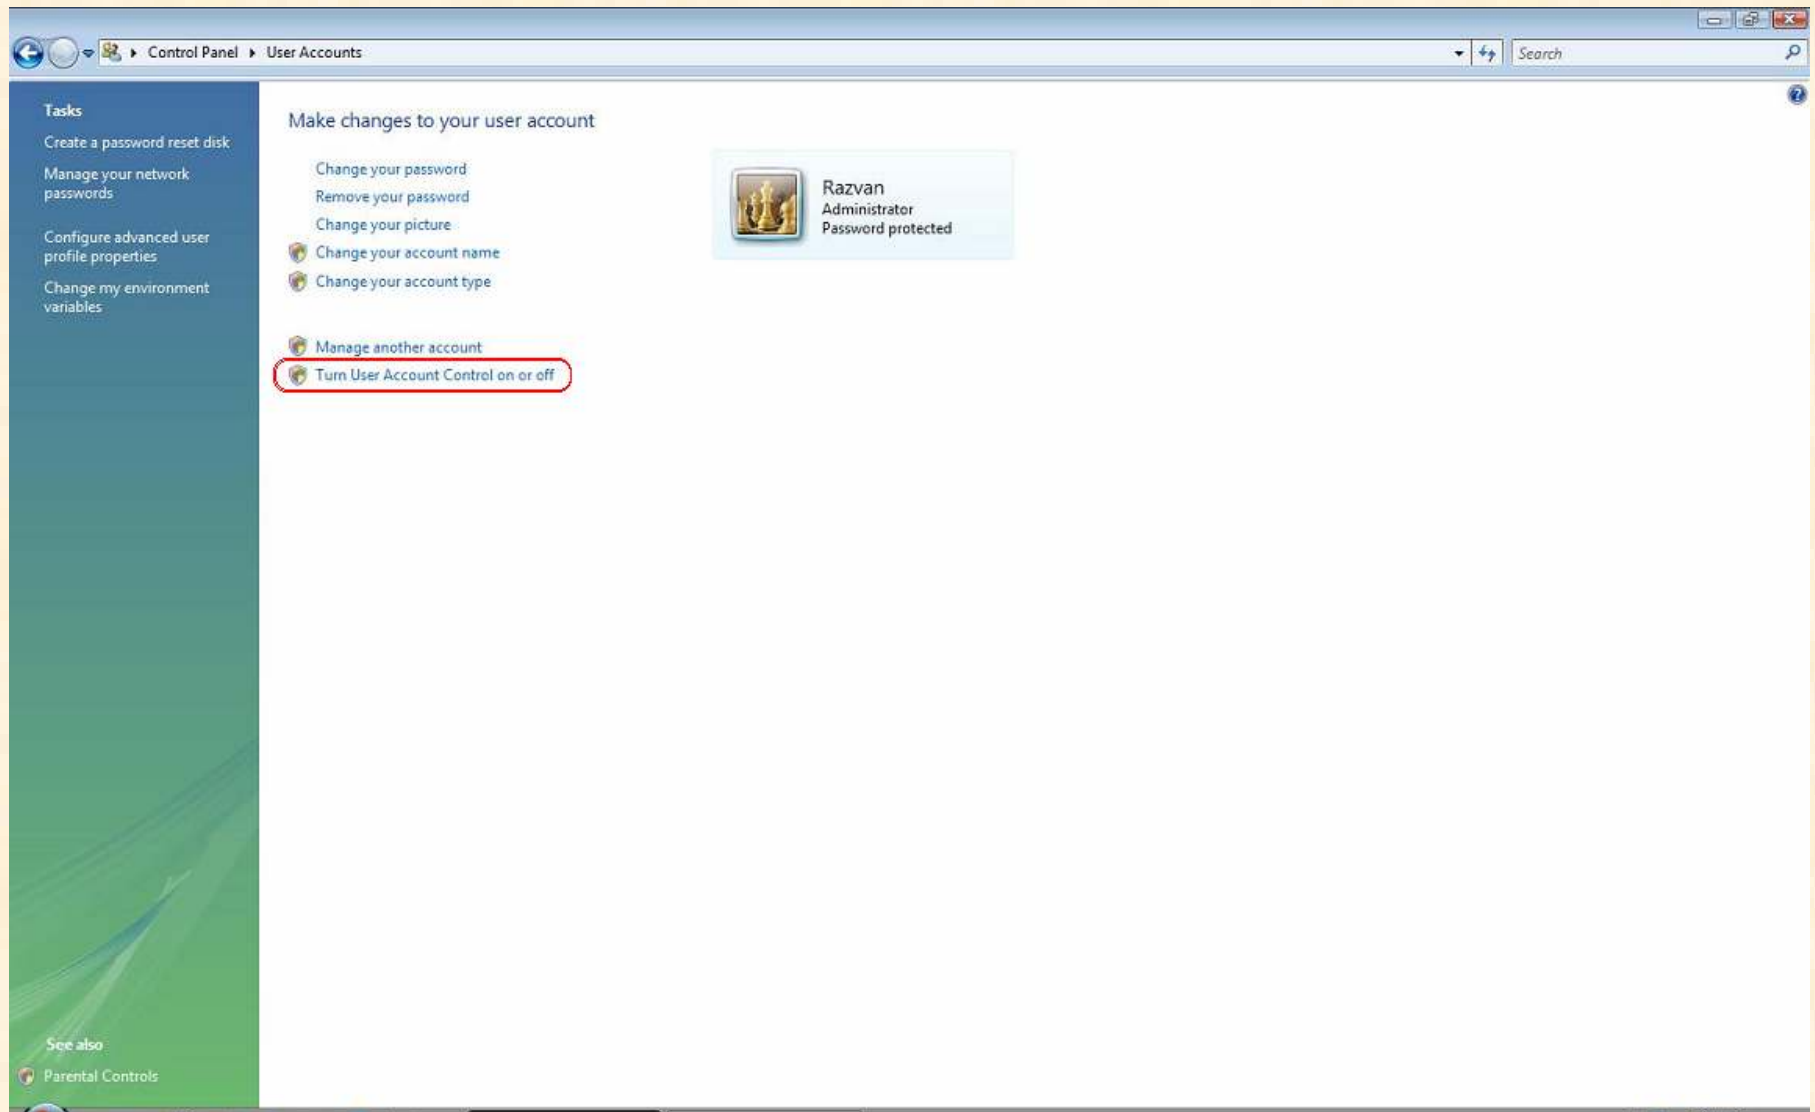 Control Panel
User Accounts
Search
Tasks
Create a password reset disk
Manage your network
passwords
Configure advanced user
profile properties
Change my environment
variables
See also
Parental Controls
Make changes to your user account
Change your password
Remove your password
Change your picture
Change your account name
Change your account type
Manage another account
Turn User Account Control on or off
Razvan
Administrator
Password protected